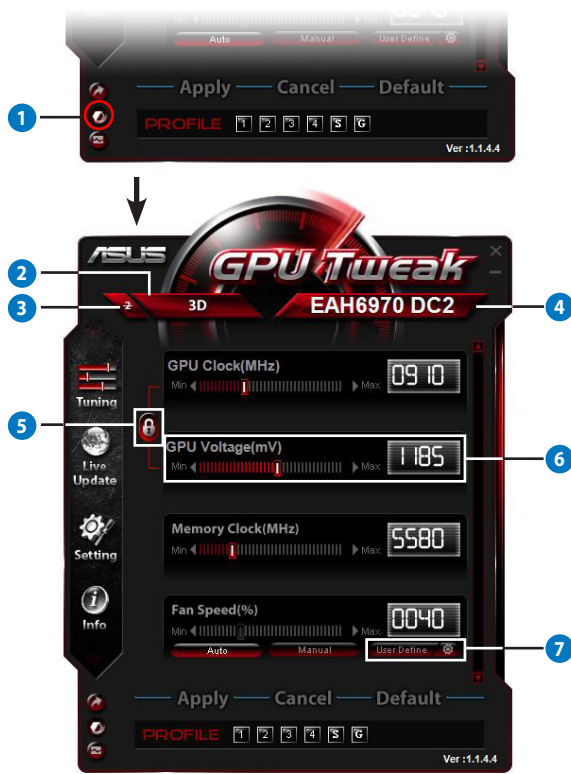 Min Max
Auto Manual User Define
Apply Cancel Default
1
PROFILE 1 2 3 4 S G
Ver :1.1.4.4
ASUS GPU Tweak
2
3
2 3D EAH6970 DC2
4
GPU Clock(MHz)
Min Max 0910
Tuning
5
GPU Voltage(mV)
Min Max 1185
6
Live
Update
Memory Clock(MHz)
Min Max 5580
Setting
Fan Speed(%)
Min Max 0040
Info
Auto Manual User Define
7
Apply Cancel Default
PROFILE 1 2 3 4 S G
Ver :1.1.4.4